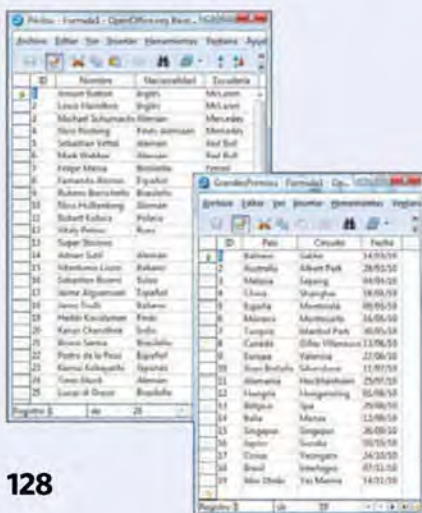 Pilotos - Formula1 - OpenOffice.org Base
Archivo Editar Ver Insertar Herramientas Ventana Ayud
ID Nombre Nacionalidad Escudería
1 Jenson Button Inglés McLaren
2 Lewis Hamilton Inglés McLaren
3 Michael Schumacher Alemán Mercedes
4 Nico Rosberg Alemán Mercedes
5 Sebastian Vettel Alemán Red Bull
6 Mark Webber Red Bull
7 Felipe Massa Brasileño Ferrari
8 Fernando Alonso Español
9 Rubens Barrichello Brasileño
10 Nico Hülkenberg Alemán
11 Robert Kubica Polaco
12 Vitaly Petrov Ruso
13
14 Adrian Sutil Alemán
15 Vitantonio Liuzzi Italiano
16 Sebastien Buemi Suizo
17 Jaime Alguersuari Español
18 Jarno Trulli Italiano
19 Heikki Kovalainen Finés
20 Karun Chandhok Indio
21 Bruno Senna Brasileño
22 Pedro de la Rosa Español
23 Kamui Kobayashi Japonés
24 Timo Glock Alemán
25 Lucas di Grassi Brasileño
Registro 1 de 28
GrandesPremios - Formula1 - Op
Archivo Editar Ver Insertar Herramientas Ventana
ID País Circuito Fecha
1 Bahrein Sakhir 14/03/10
2 Australia Albert Park 28/03/10
3 Malasia Sepang 04/04/10
4 China Shanghai 18/04/10
5 España Montmeló 09/05/10
6 Mónaco Montecarlo 16/05/10
7 Turquía Istanbul Park 30/05/10
8 Canadá Gilles Villeneuve 13/06/10
9 Europa Valencia 27/06/10
10 Gran Bretaña Silverstone 11/07/10
11 Alemania Hockenheim 25/07/10
12 Hungría Hungaroring 01/08/10
13 Bélgica Spa 29/08/10
14 Italia Monza 12/09/10
15 Singapur Singapur 26/09/10
16 Japón Suzuka 10/10/10
17 Corea Yeongam 24/10/10
18 Brasil Interlagos 07/11/10
19 Abu Dhabi Yas Marina 14/11/10
Registro 1 de 19
128